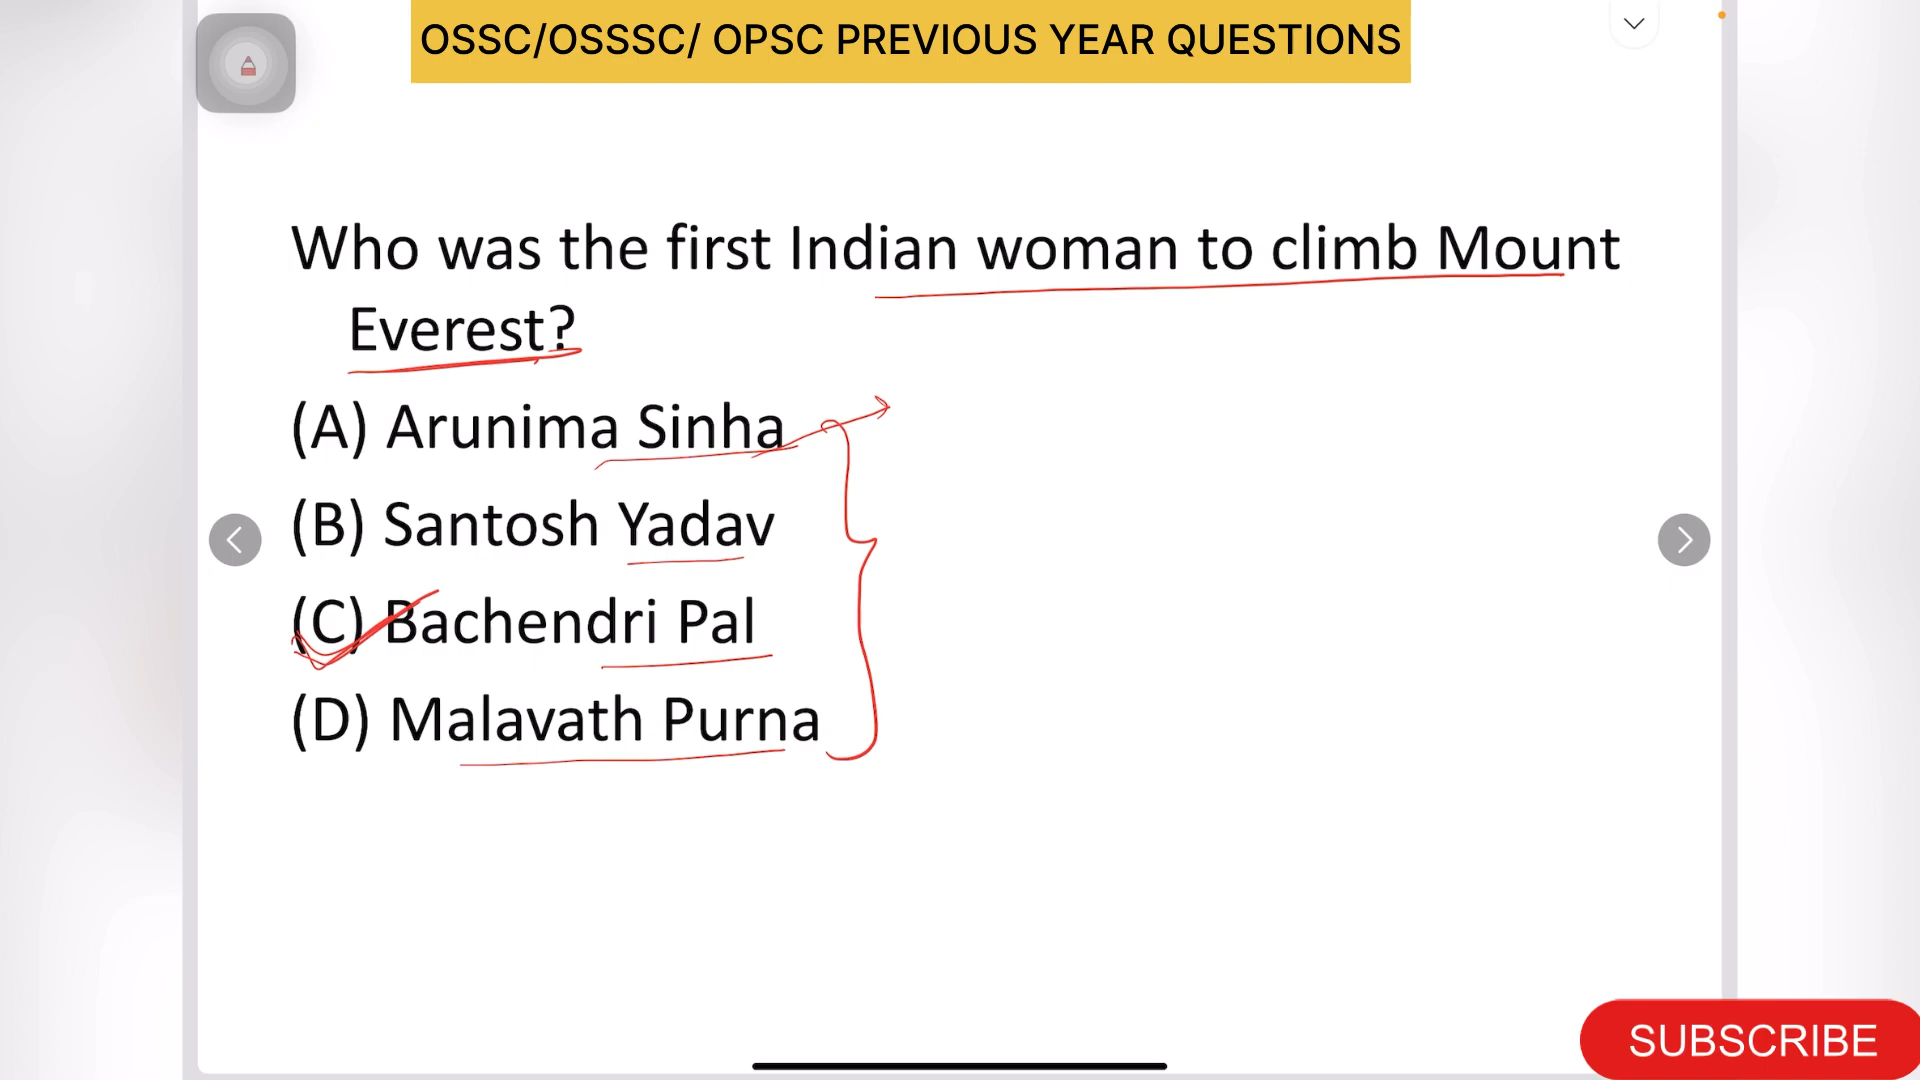 OSSC/OSSSC/ OPSC PREVIOUS YEAR QUESTIONS
Who was the first Indian woman to climb Mount
Everest?
(A) Arunima Sinha
(B) Santosh Yadav
(C) Bachendri Pal
(D) Malavath Purna
SUBSCRIBE